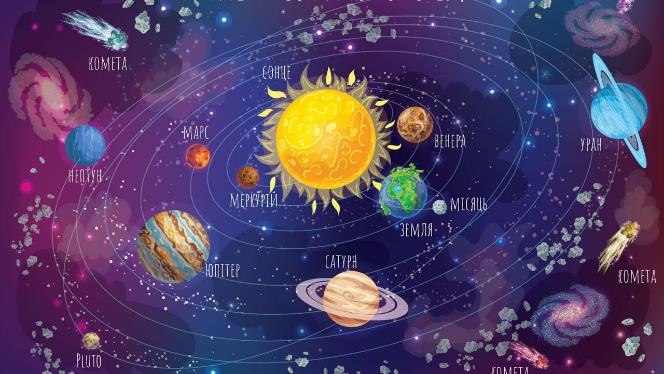 КОМЕТА
СОНЦЕ
МАРС
ВЕНЕРА
УРАН
НЕПТУН
МЕРКУРІЙ
МІСЯЦЬ
ЗЕМЛЯ
САТУРН
ЮПІТЕР
КОМЕТА
PLUTO
КОМЕТА